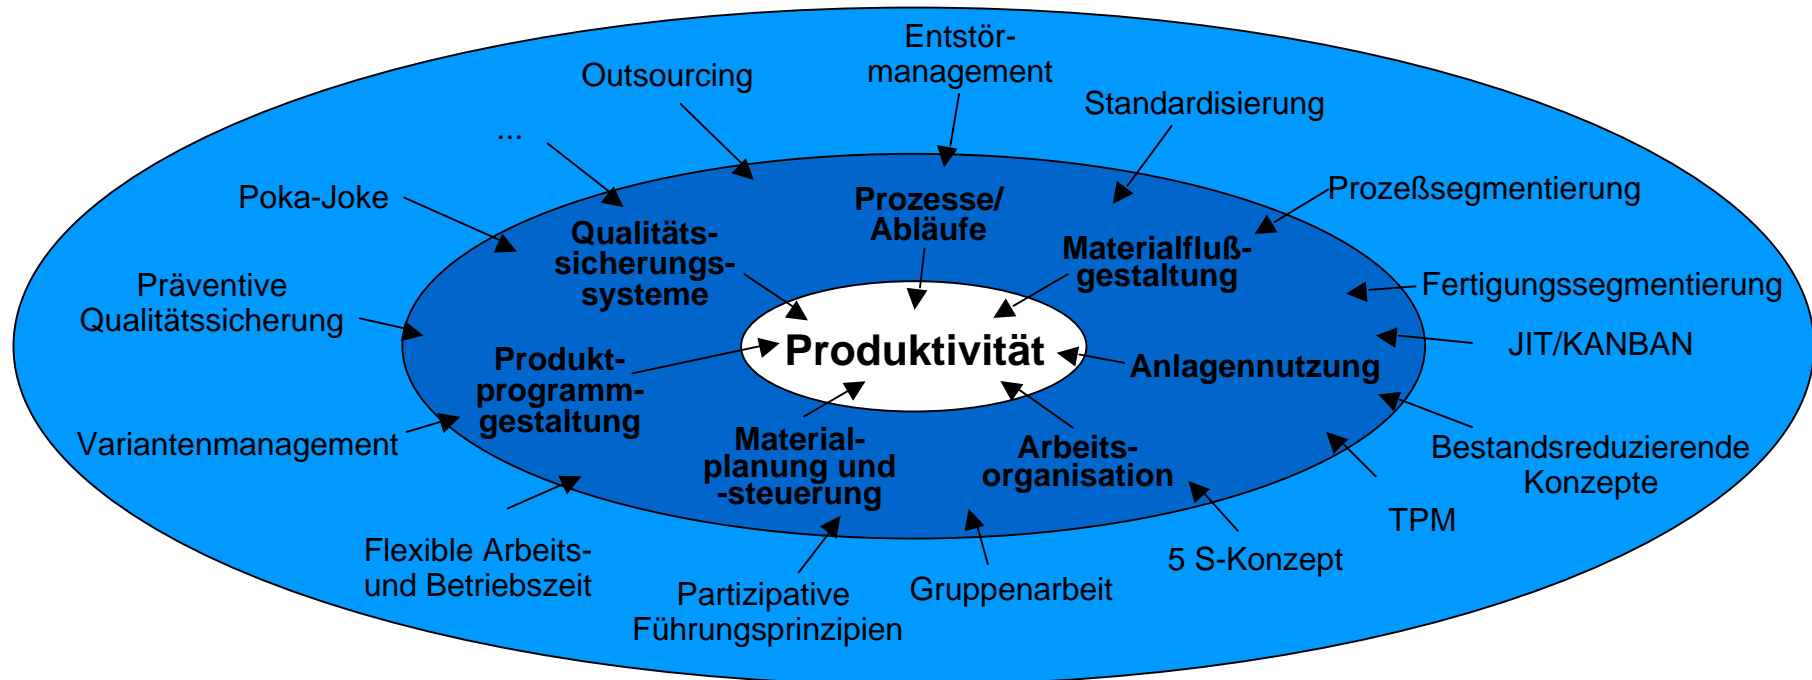 Entstör-
management
Outsourcing
Standardisierung
...
Poka-Joke
Prozeßsegmentierung
Prozesse/
Abläufe
Qualitäts-
sicherungs-
systeme
Materialfluß-
gestaltung
Präventive
Qualitätssicherung
Fertigungssegmentierung
Produktivität
JIT/KANBAN
Produkt-
programm-
gestaltung
Anlagennutzung
Variantenmanagement
Material-
planung und
-steuerung
Arbeits-
organisation
Bestandsreduzierende
Konzepte
TPM
Flexible Arbeits-
und Betriebszeit
Partizipative
Führungsprinzipien
Gruppenarbeit
5 S-Konzept